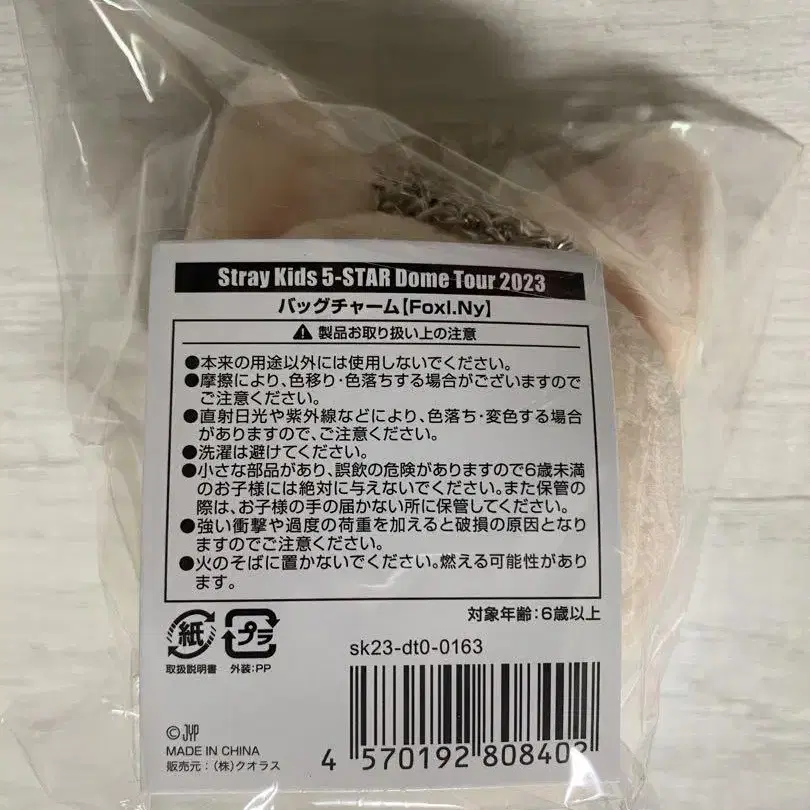 Stray Kids 5-STAR Dome Tour 2023
バッグチャーム【FoxI.Ny】
⚠ 製品お取り扱い上の注意
●本来の用途以外には使用しないでください。
●摩擦により、色移り・色落ちする場合がございますので
ご注意ください。
●直射日光や紫外線などにより、色落ち・変色する場合
がありますので、ご注意ください。
●洗濯は避けてください。
●小さな部品があり、誤飲の危険がありますので6歳未満
のお子様には絶対に与えないでください。また保管の
際は、お子様の手の届かない所に保管してください。
●強い衝撃や過度の荷重を加えると破損の原因となり
ますのでご注意ください。
●火のそばに置かないでください。燃える可能性があり
ます。
対象年齢：6歳以上
紙 プラ
取扱説明書 外装：PP
sk23-dt0-0163
© JYP
MADE IN CHINA
販売元：（株）クオラス
4 570192 808402